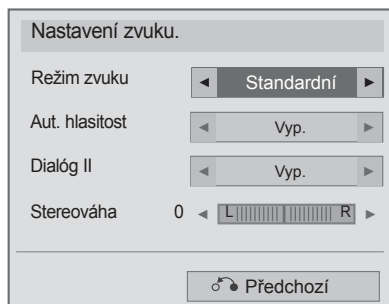 Nastavení zvuku.
Režim zvuku ◄ Standardní ►
Aut. hlasitost ◄ Vyp. ►
Dialóg II ◄ Vyp. ►
Stereováha 0 ◄ L R ►
Předchozí